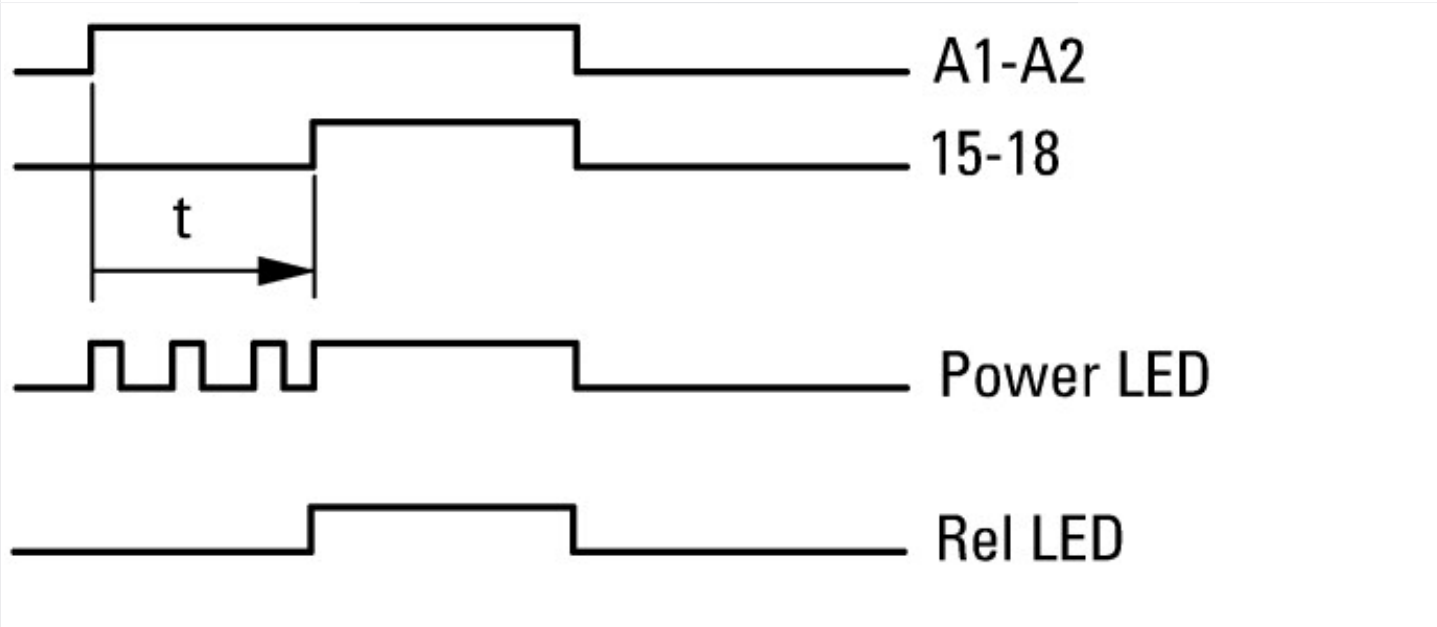 A1-A2
15-18
t
Power LED
Rel LED